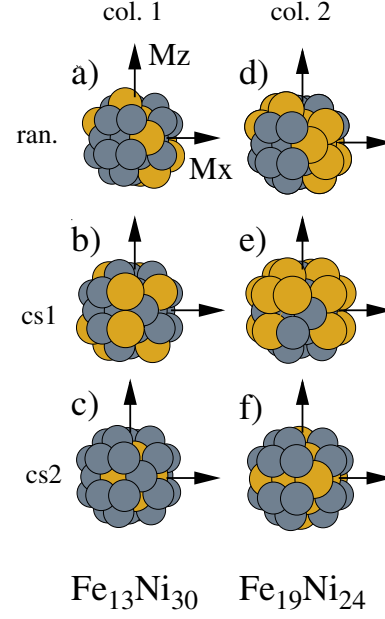 col. 1 col. 2
a) Mz d)
ran.
Mx
b) e)
cs1
c) f)
cs2
Fe₁₃Ni₃₀ Fe₁₉Ni₂₄